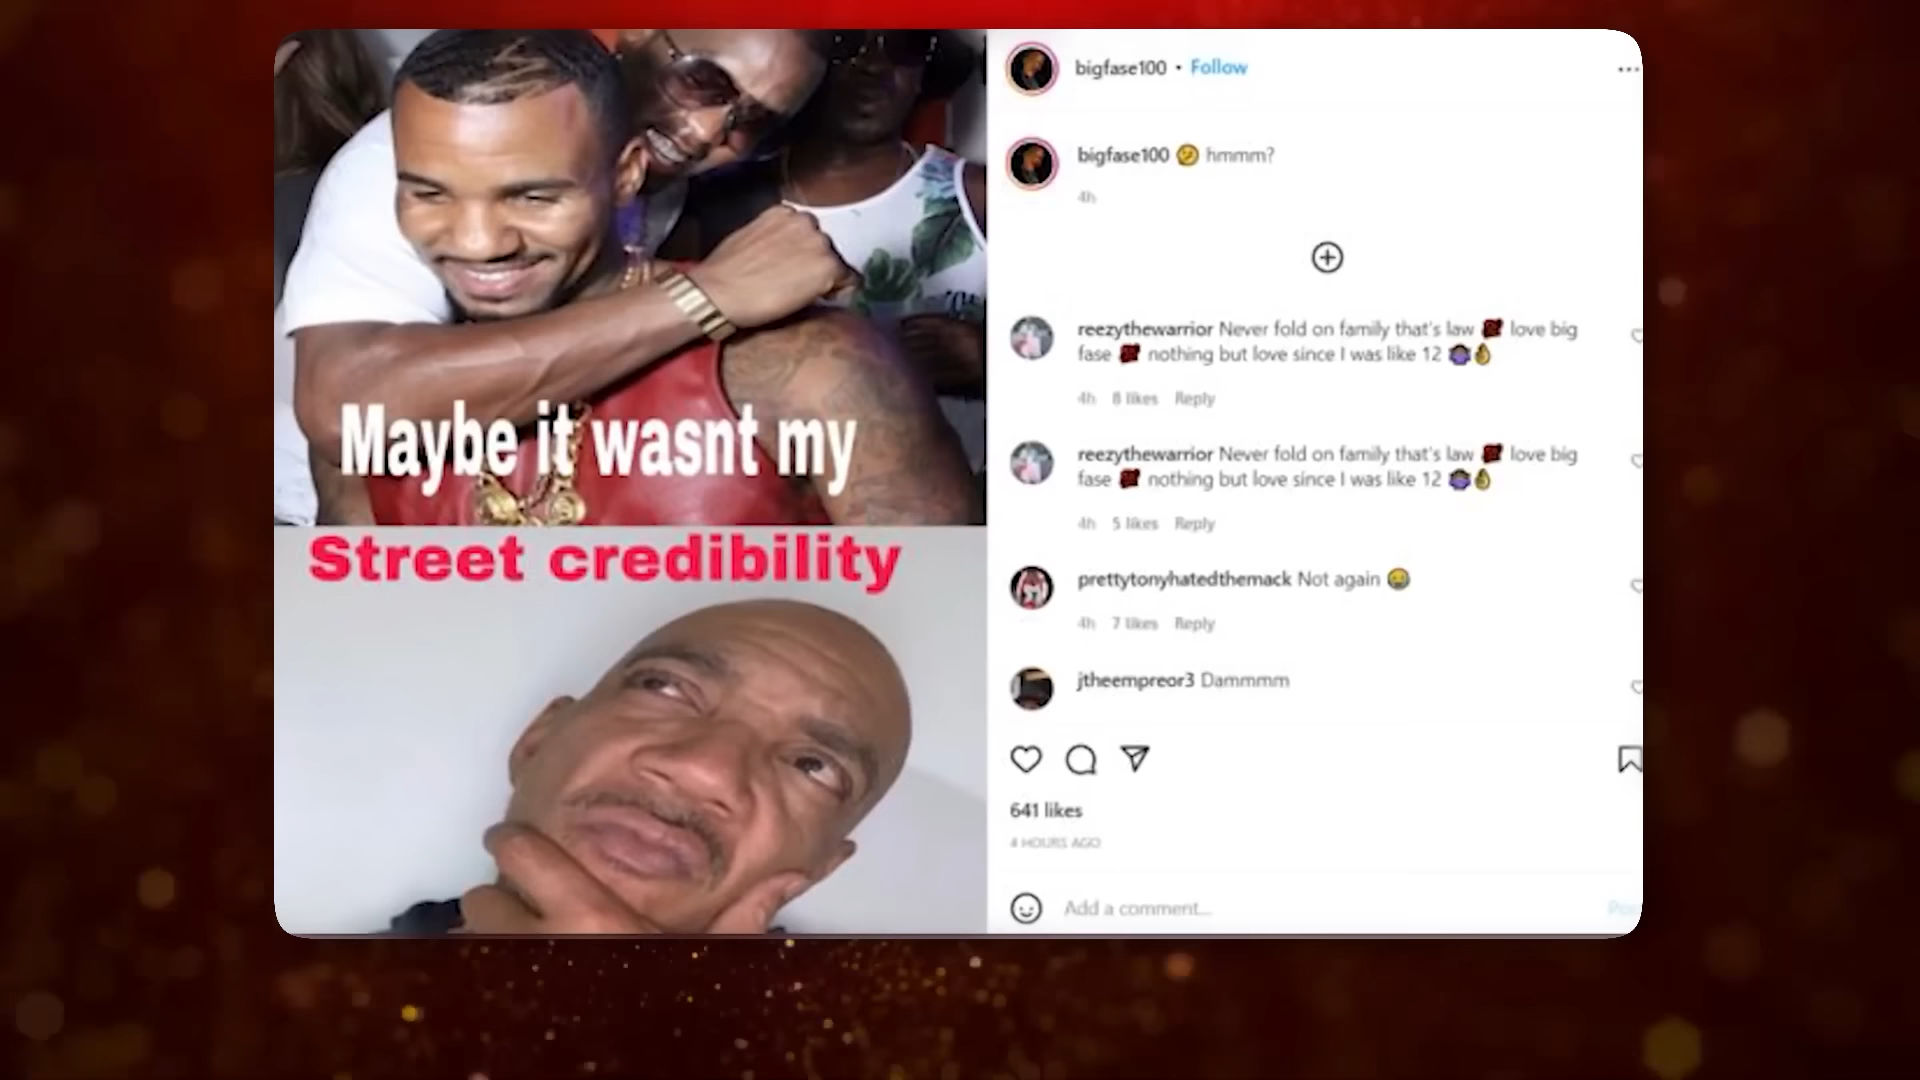 Maybe it wasnt my
Street credibility
bigfase100 • Follow
bigfase100 🤔 hmmm?
4h
reezythewarrior Never fold on family that's law 💯 love big
fase 💯 nothing but love since I was like 12
4h 8 likes Reply
reezythewarrior Never fold on family that's law 💯 love big
fase 💯 nothing but love since I was like 12
4h 5 likes Reply
prettytonyhatedthemack Not again 😂
4h 7 likes Reply
jtheempreor3 Dammmm
641 likes
4 HOURS AGO
Add a comment...